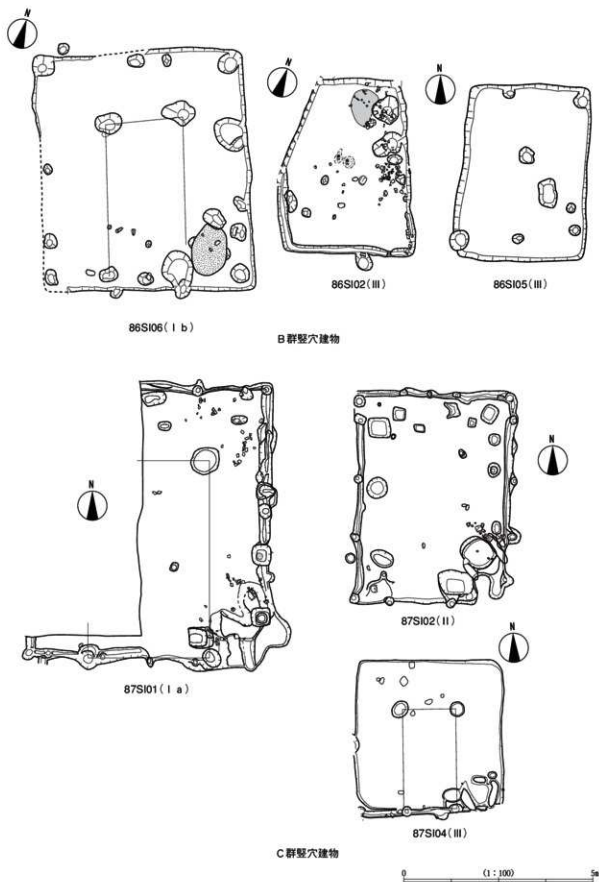 N
N
N
86SI06(Ⅰb)
86SI02(Ⅲ)
86SI05(Ⅲ)
B群竪穴建物
N
N
87SI01(Ⅰa)
87SI02(Ⅱ)
N
87SI04(Ⅲ)
C群竪穴建物
0 (1:100) 5m